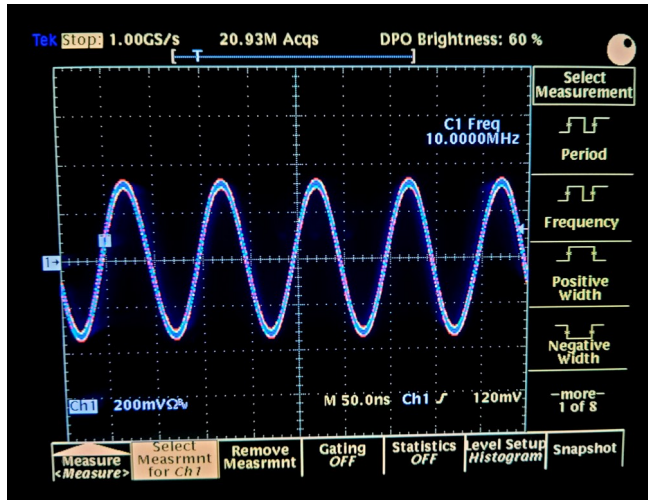 Tek Stop: 1.00GS/s 20.93M Acqs DPO Brightness: 60 %
T
Select
Measurement
C1 Freq
10.0000MHz
Period
Frequency
T
1→
Positive
Width
Negative
Width
Ch1 200mVΩ M 50.0ns Ch1 120mV
–more–
1 of 8
Measure
<Measure>
Select
Measrmnt
for Ch1
Remove
Measrmnt
Gating
OFF
Statistics
OFF
Level Setup
Histogram
Snapshot